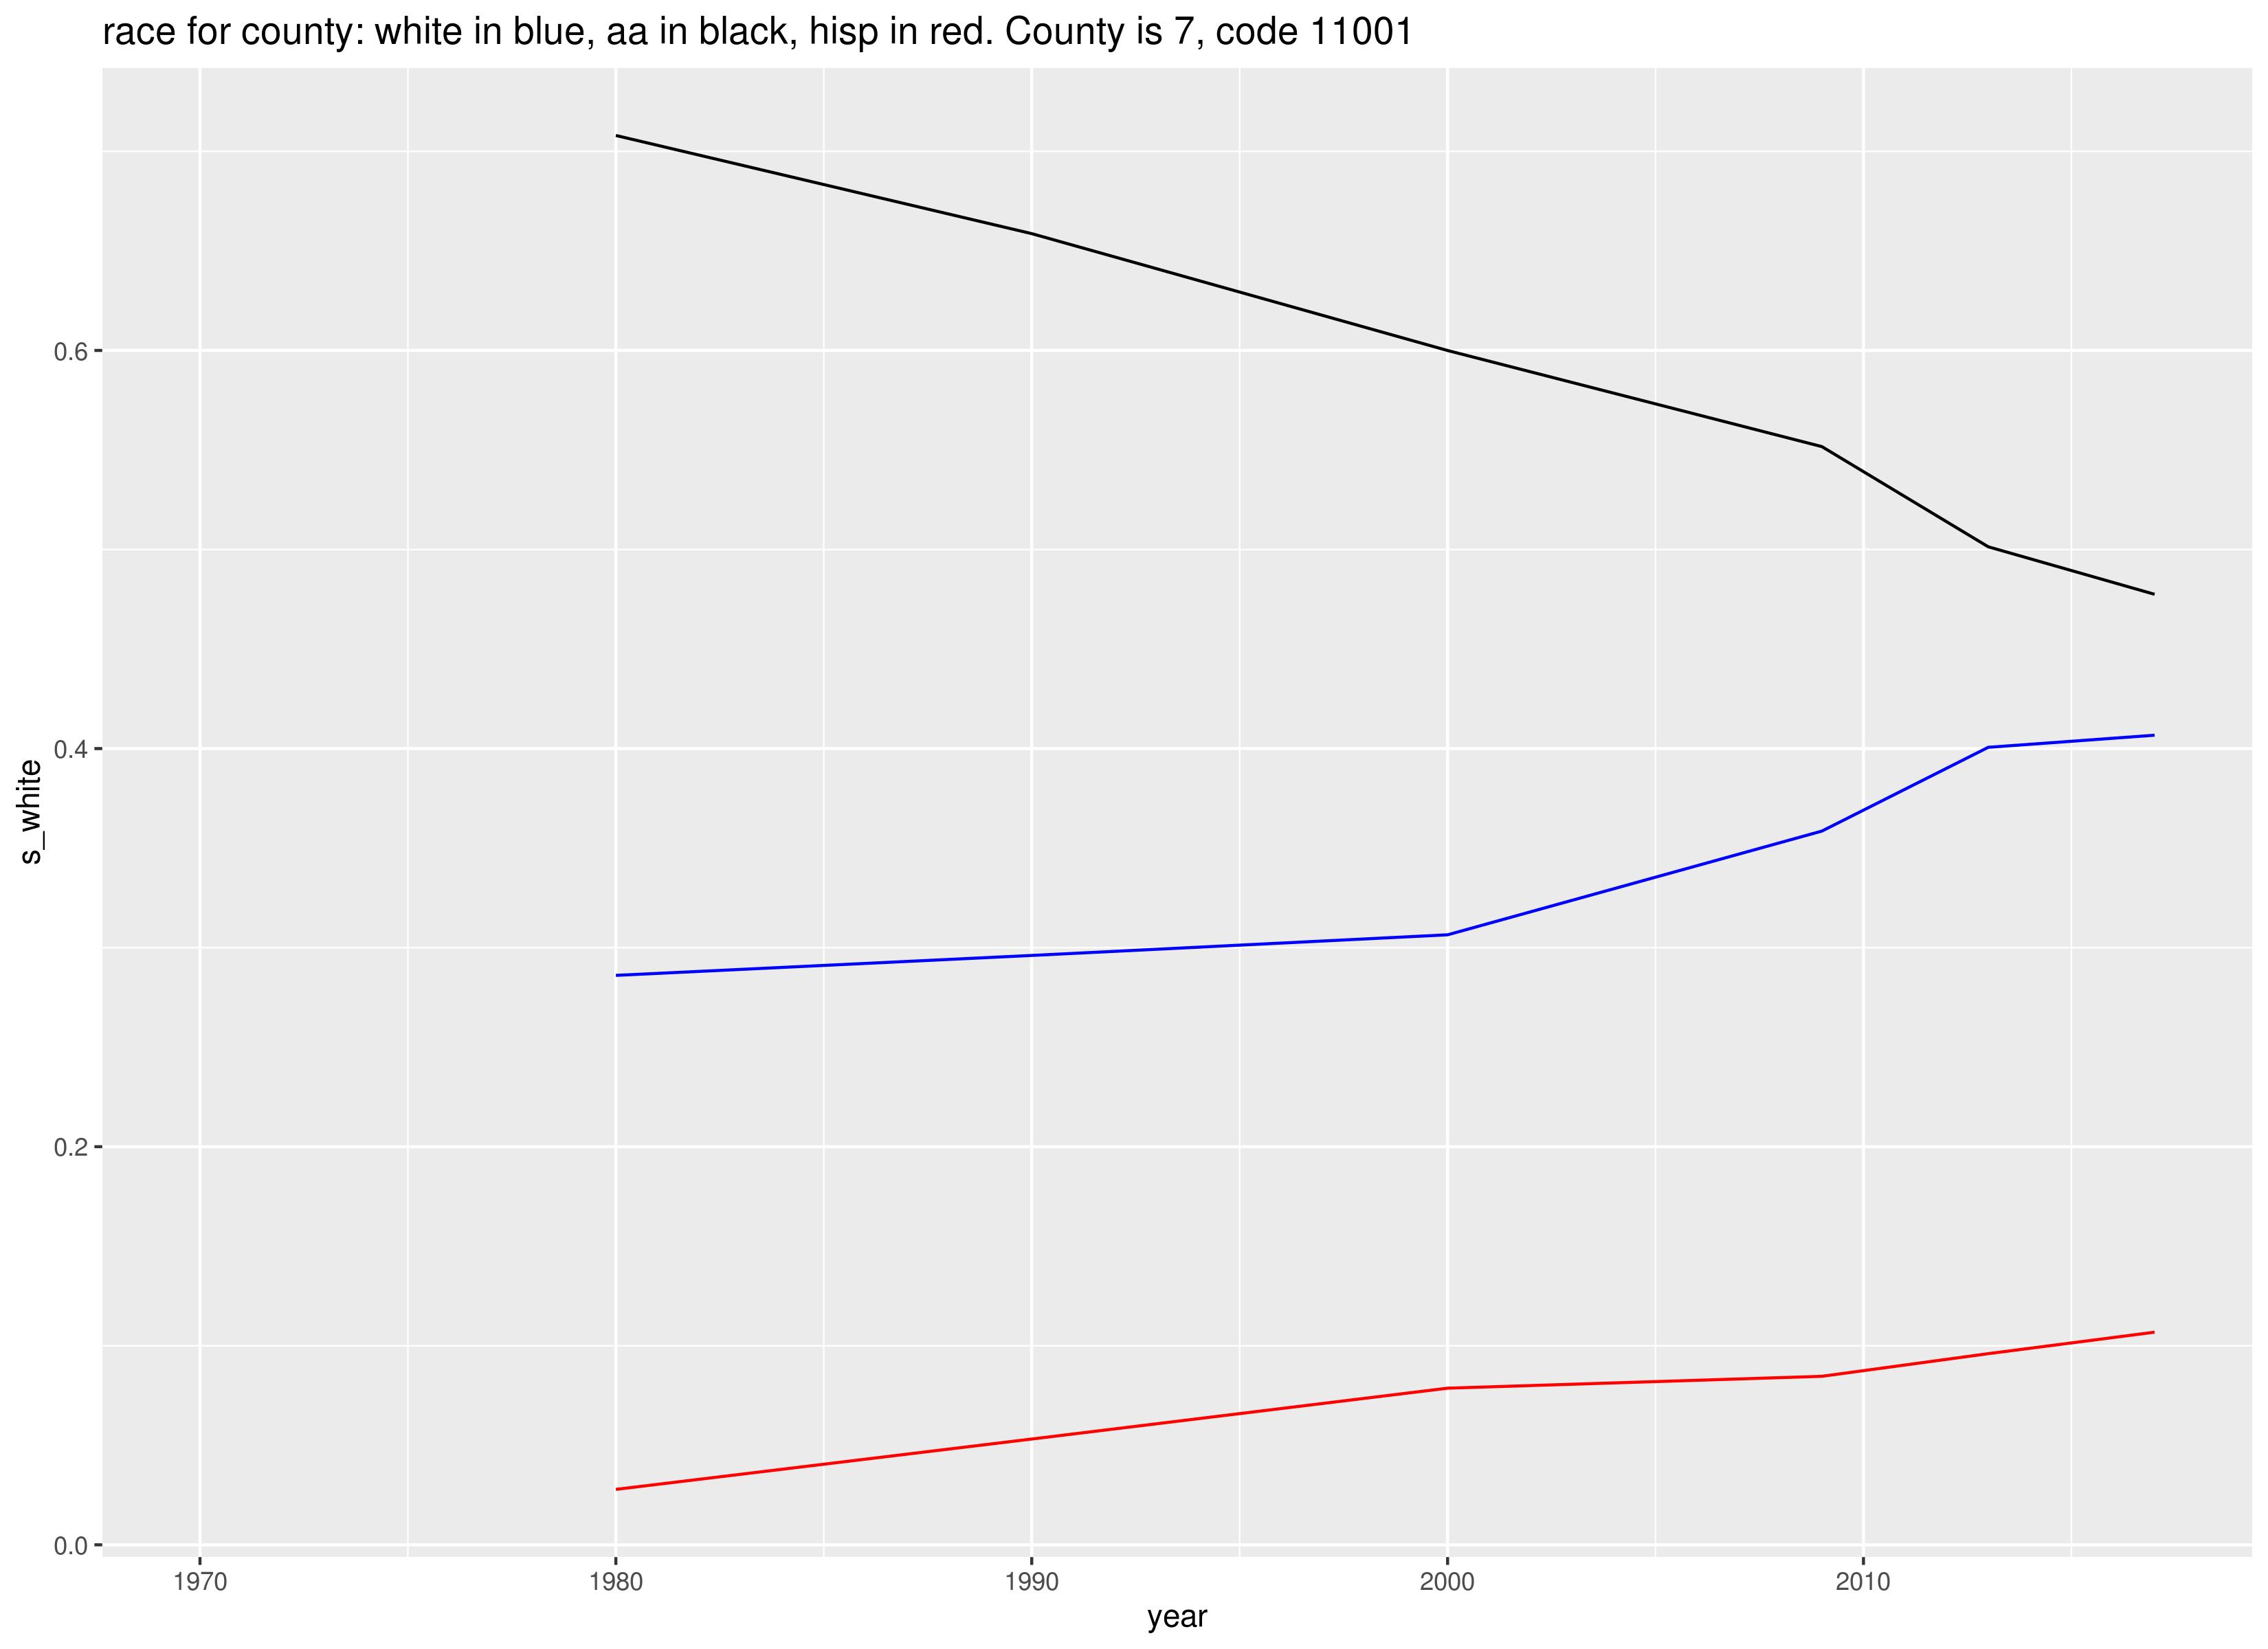 race for county: white in blue, aa in black, hisp in red. County is 7, code 11001
0.6
0.4
0.2
0.0
s_white
1970 1980 1990 2000 2010
year